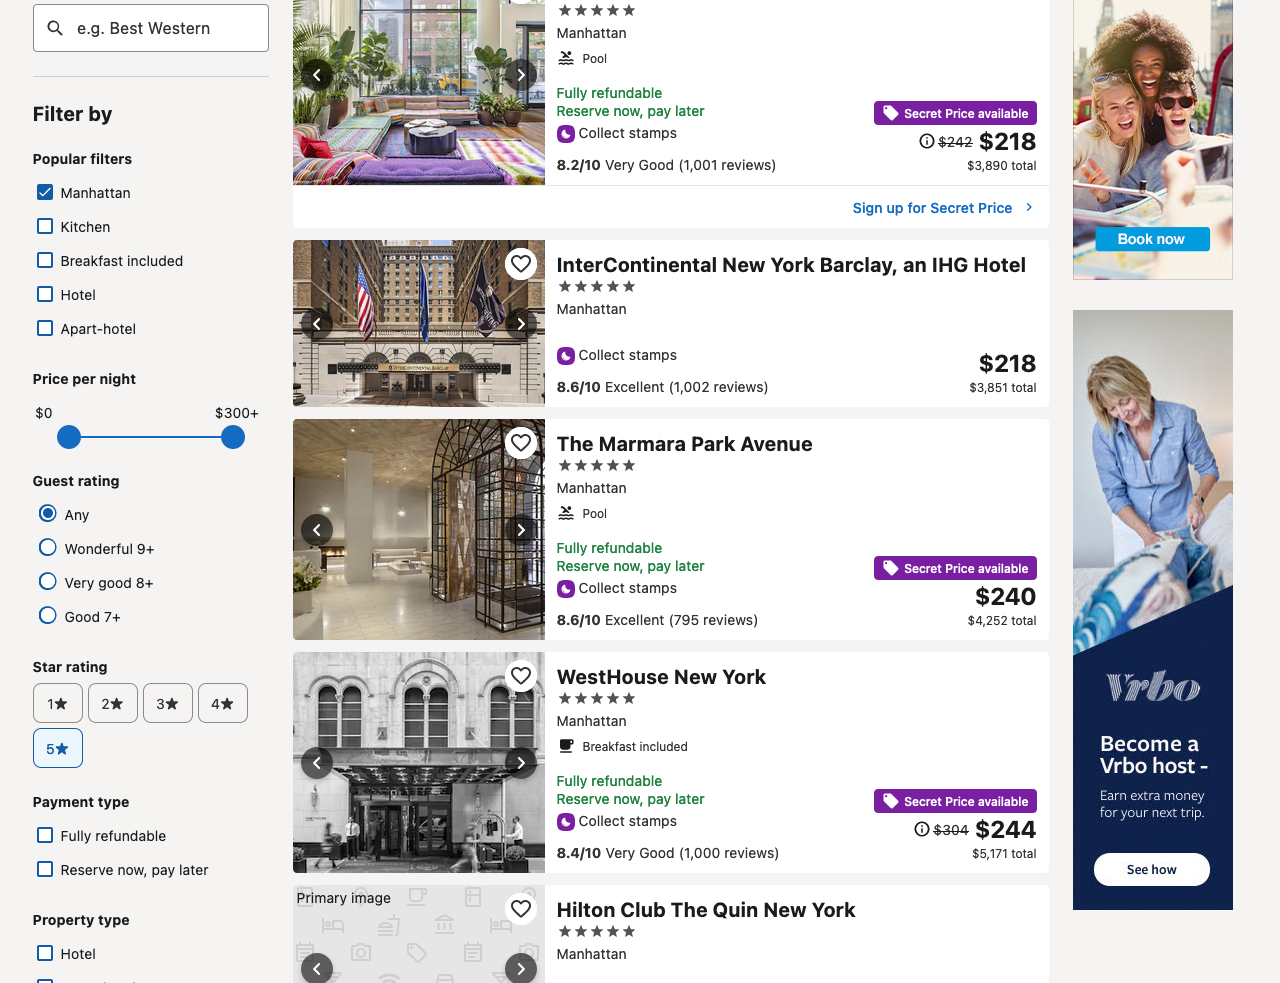 e.g. Best Western
Filter by
Popular filters
Manhattan
Kitchen
Breakfast included
Hotel
Apart-hotel
Price per night
$0
$300+
Guest rating
Any
Wonderful 9+
Very good 8+
Good 7+
Star rating
1★
2★
3★
4★
5★
Payment type
Fully refundable
Reserve now, pay later
Property type
Hotel
Manhattan
Pool
Fully refundable
Reserve now, pay later
Collect stamps
8.2/10 Very Good (1,001 reviews)
Secret Price available
$242 $218
$3,890 total
Sign up for Secret Price
INTERCONTINENTAL BARCLAY
InterContinental New York Barclay, an IHG Hotel
Manhattan
Collect stamps
8.6/10 Excellent (1,002 reviews)
$218
$3,851 total
The Marmara Park Avenue
Manhattan
Pool
Fully refundable
Reserve now, pay later
Collect stamps
8.6/10 Excellent (795 reviews)
Secret Price available
$240
$4,252 total
WestHouse New York
Manhattan
Breakfast included
Fully refundable
Reserve now, pay later
Collect stamps
8.4/10 Very Good (1,000 reviews)
Secret Price available
$304 $244
$5,171 total
Primary image
Hilton Club The Quin New York
Manhattan
Book now
Vrbo
Become a
Vrbo host -
Earn extra money
for your next trip.
See how